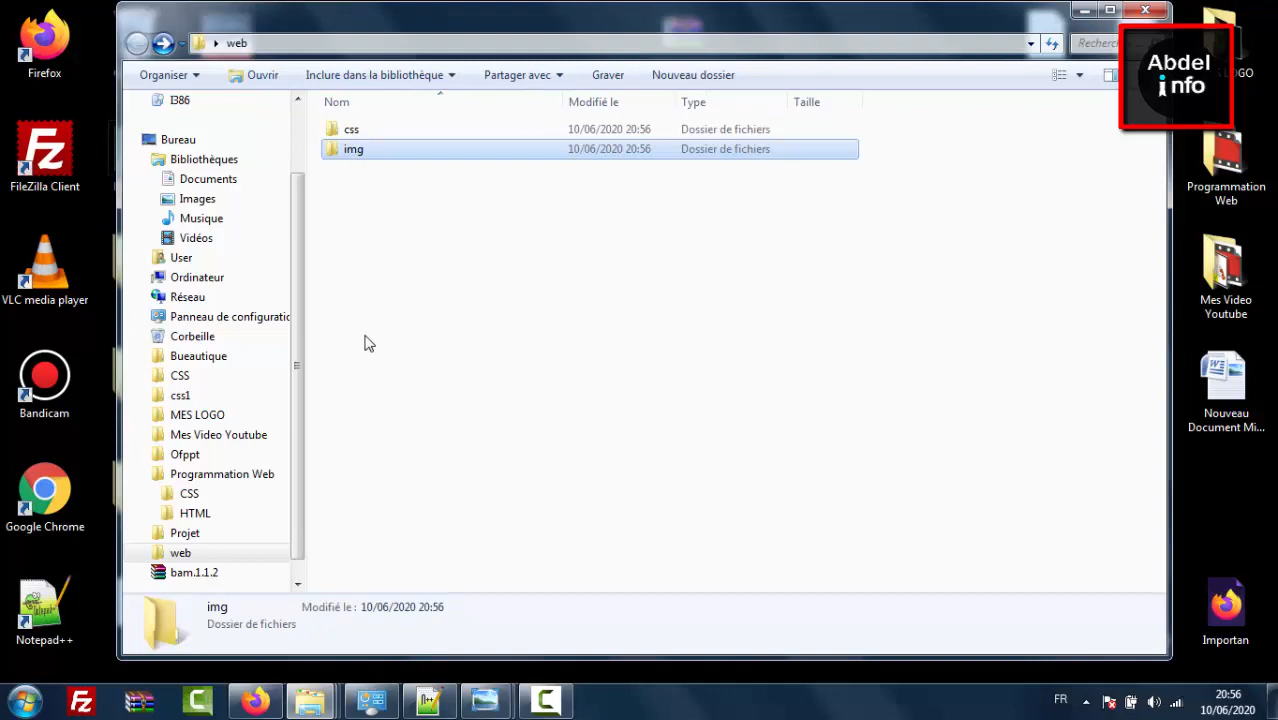 Firefox
FileZilla Client
VLC media player
Bandicam
Google Chrome
Notepad++
web
Recherc
Organiser
Ouvrir
Inclure dans la bibliothèque
Partager avec
Graver
Nouveau dossier
Nom
Modifié le
Type
Taille
css
10/06/2020 20:56
Dossier de fichiers
img
10/06/2020 20:56
Dossier de fichiers
I386
Bureau
Bibliothèques
Documents
Images
Musique
Vidéos
User
Ordinateur
Réseau
Panneau de configuratic
Corbeille
Bueautique
CSS
css1
MES LOGO
Mes Video Youtube
Ofppt
Programmation Web
CSS
HTML
Projet
web
bam.1.1.2
img
Modifié le : 10/06/2020 20:56
Dossier de fichiers
Abdel
info
LOGO
Programmation
Web
Mes Video
Youtube
Nouveau
Document Mi...
Importan
FR
20:56
10/06/2020